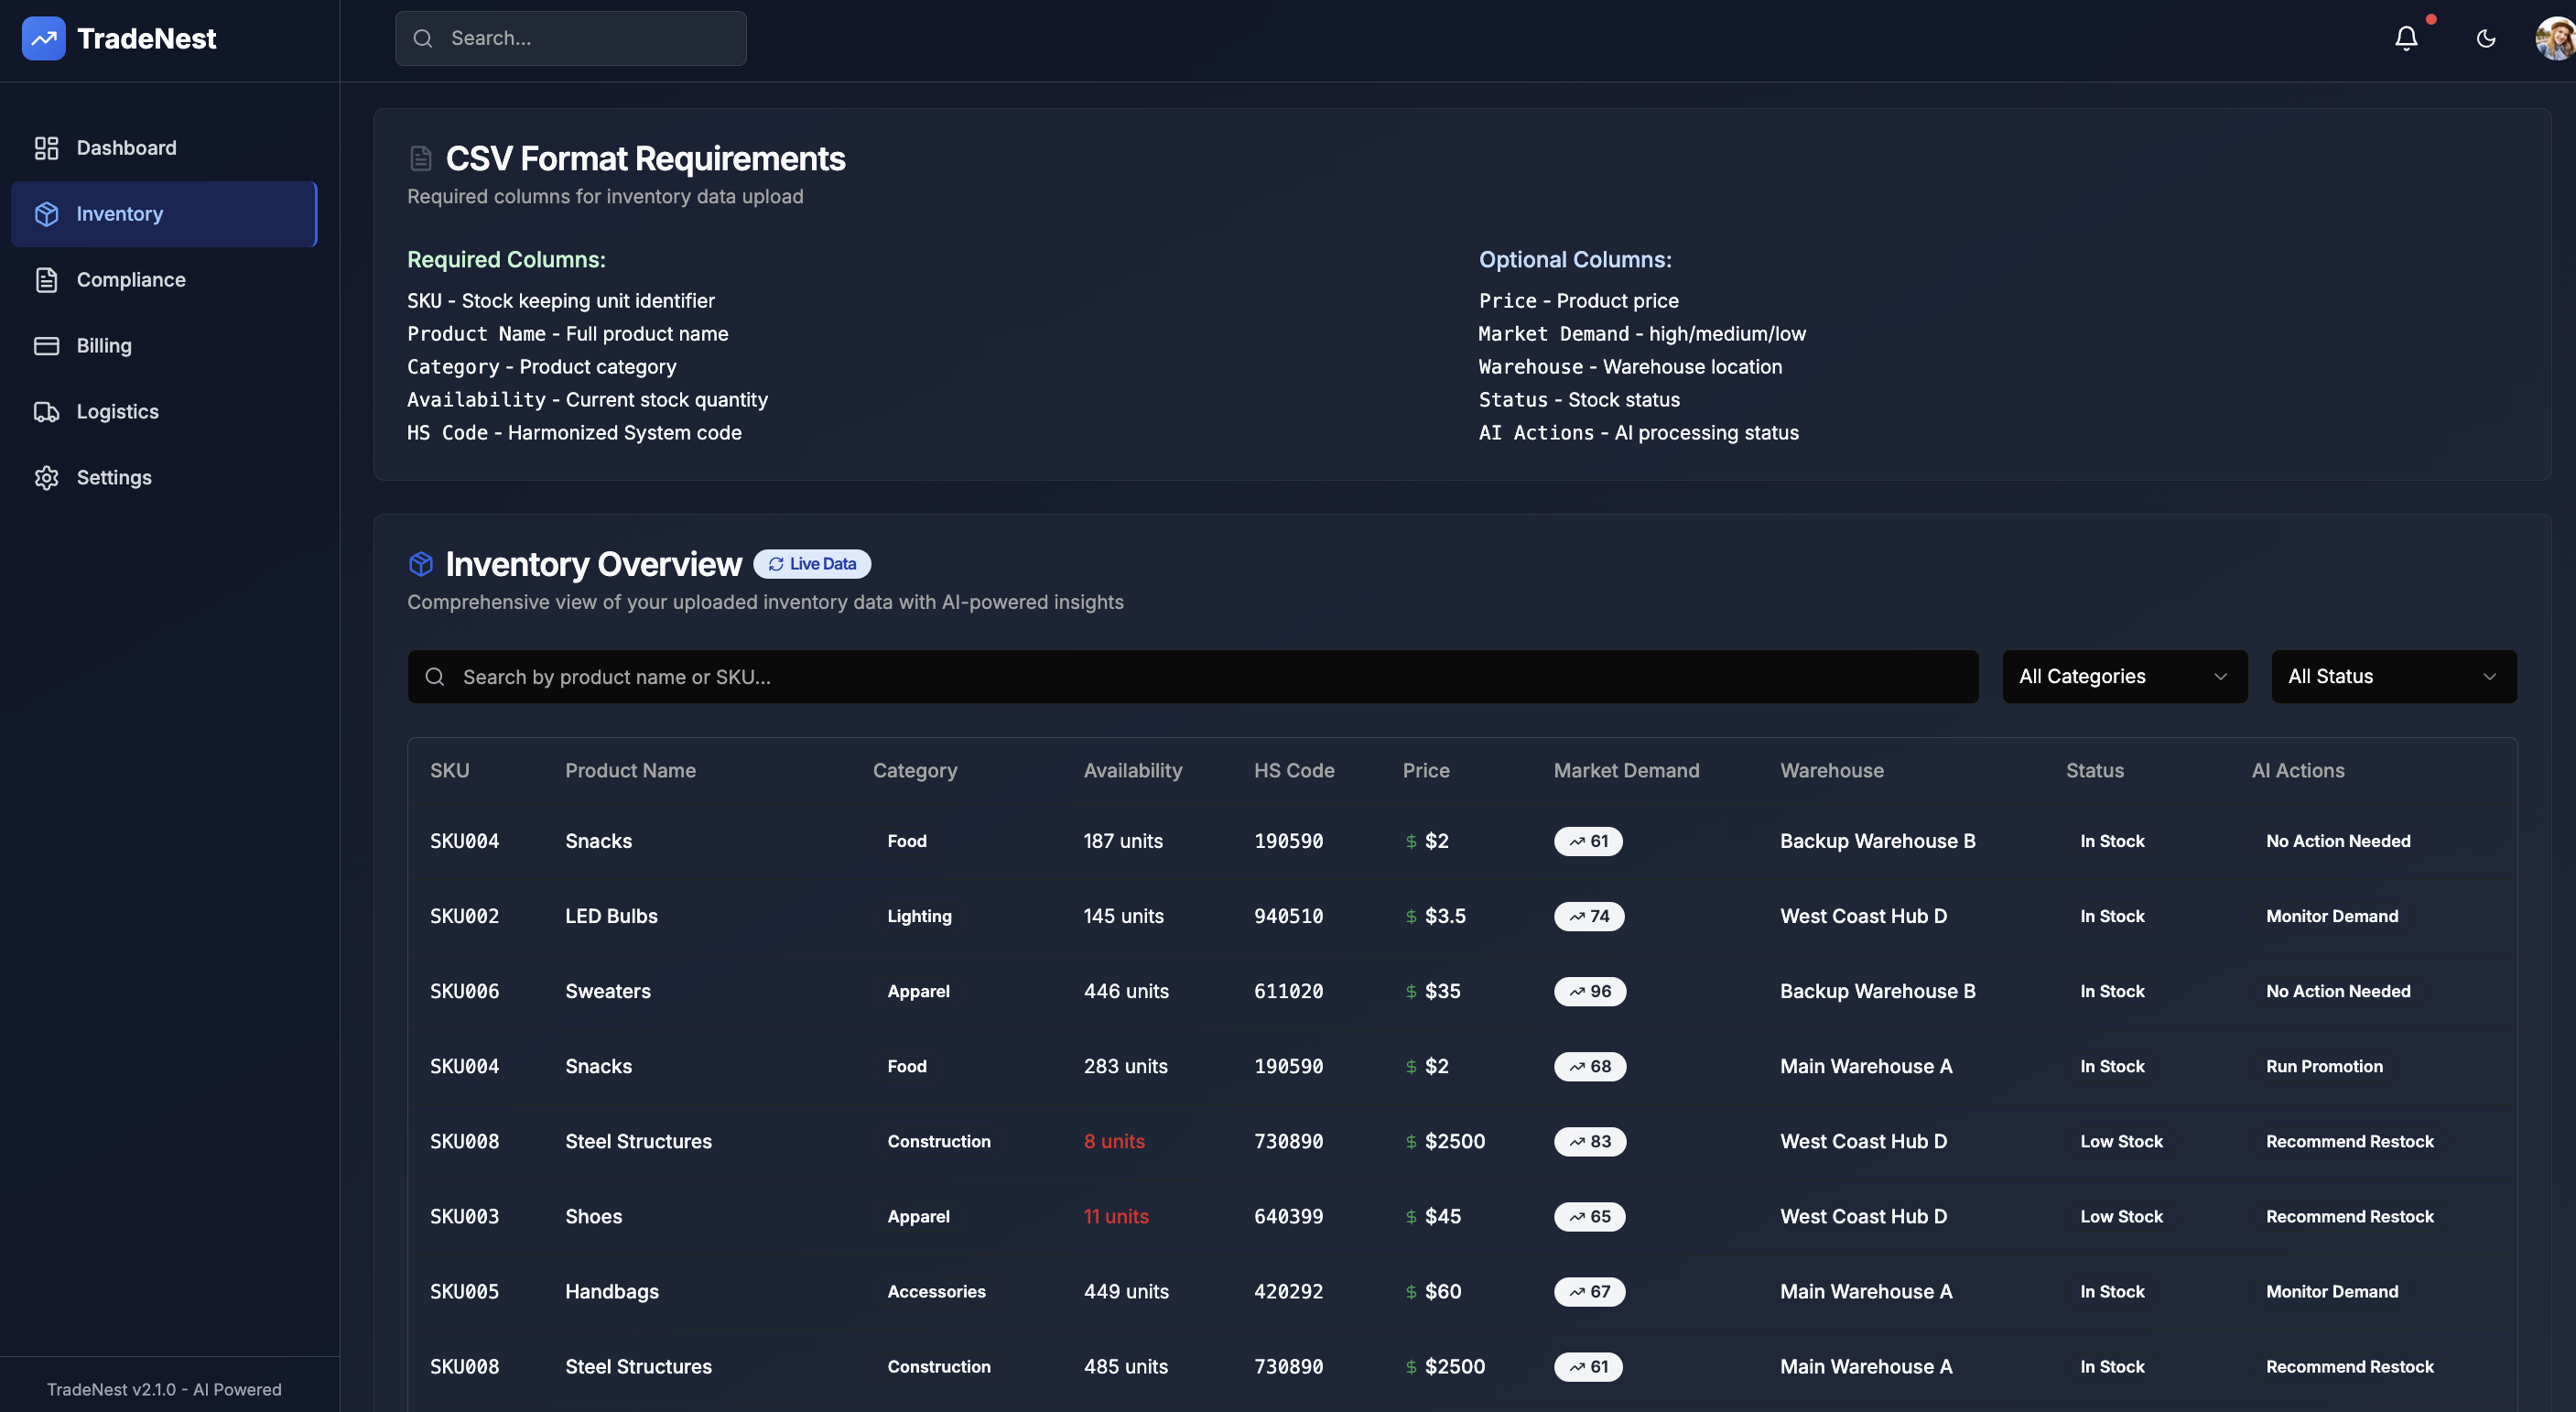 TradeNest
Search...
Dashboard
Inventory
Compliance
Billing
Logistics
Settings
TradeNest v2.1.0 - AI Powered
CSV Format Requirements
Required columns for inventory data upload
Required Columns:
SKU - Stock keeping unit identifier
Product Name - Full product name
Category - Product category
Availability - Current stock quantity
HS Code - Harmonized System code
Optional Columns:
Price - Product price
Market Demand - high/medium/low
Warehouse - Warehouse location
Status - Stock status
AI Actions - AI processing status
Inventory Overview Live Data
Comprehensive view of your uploaded inventory data with AI-powered insights
Search by product name or SKU... All Categories All Status
SKU Product Name Category Availability HS Code Price Market Demand Warehouse Status AI Actions
SKU004 Snacks Food 187 units 190590 $ $2 61 Backup Warehouse B In Stock No Action Needed
SKU002 LED Bulbs Lighting 145 units 940510 $ $3.5 74 West Coast Hub D In Stock Monitor Demand
SKU006 Sweaters Apparel 446 units 611020 $ $35 96 Backup Warehouse B In Stock No Action Needed
SKU004 Snacks Food 283 units 190590 $ $2 68 Main Warehouse A In Stock Run Promotion
SKU008 Steel Structures Construction 8 units 730890 $ $2500 83 West Coast Hub D Low Stock Recommend Restock
SKU003 Shoes Apparel 11 units 640399 $ $45 65 West Coast Hub D Low Stock Recommend Restock
SKU005 Handbags Accessories 449 units 420292 $ $60 67 Main Warehouse A In Stock Monitor Demand
SKU008 Steel Structures Construction 485 units 730890 $ $2500 61 Main Warehouse A In Stock Recommend Restock